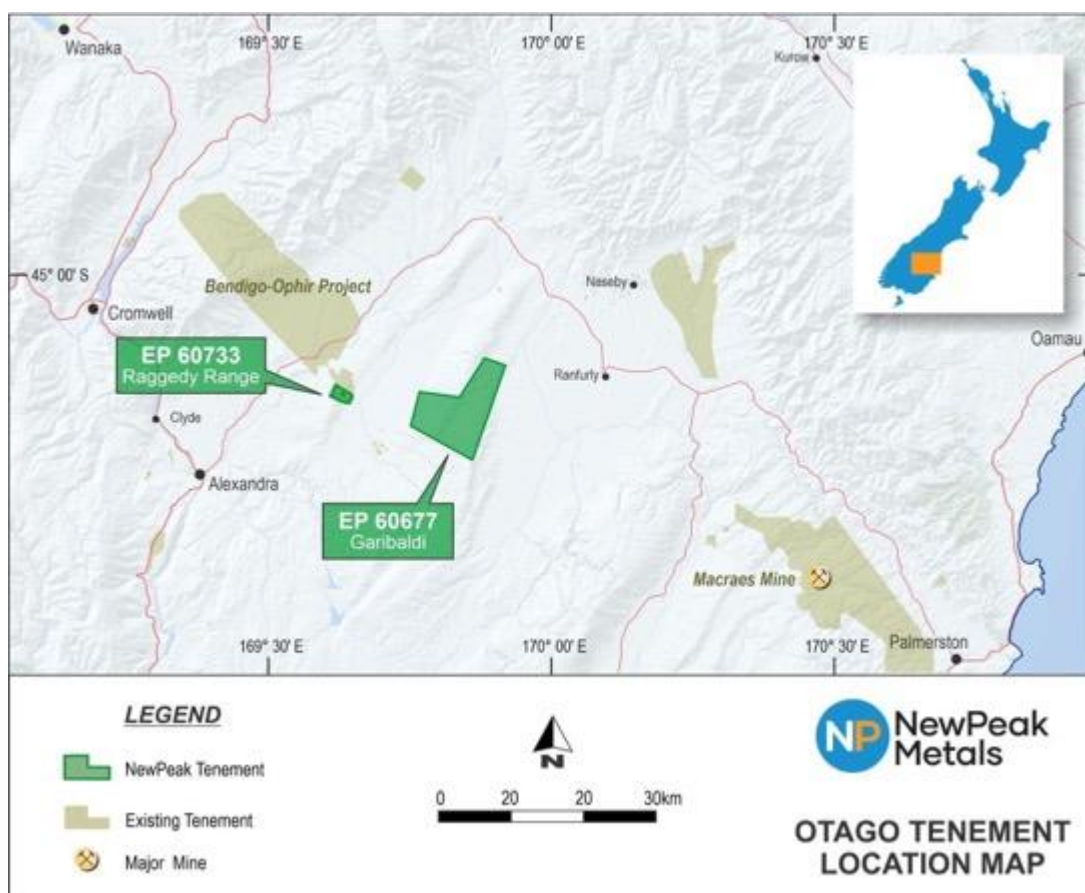 Wanaka
169° 30' E
170° 00' E
170° 30' E
Kurow
45° 00' S
Bendigo-Ophir Project
Naseby
Cromwell
Oamau
EP 60733
Raggedy Range
Ranfurly
Clyde
Alexandra
EP 60677
Garibaldi
Macraes Mine
169° 30' E
170° 00' E
170° 30' E
Palmerston
LEGEND
NewPeak Tenement
Existing Tenement
Major Mine
N
0 20 20 30km
NP NewPeak
Metals
OTAGO TENEMENT
LOCATION MAP